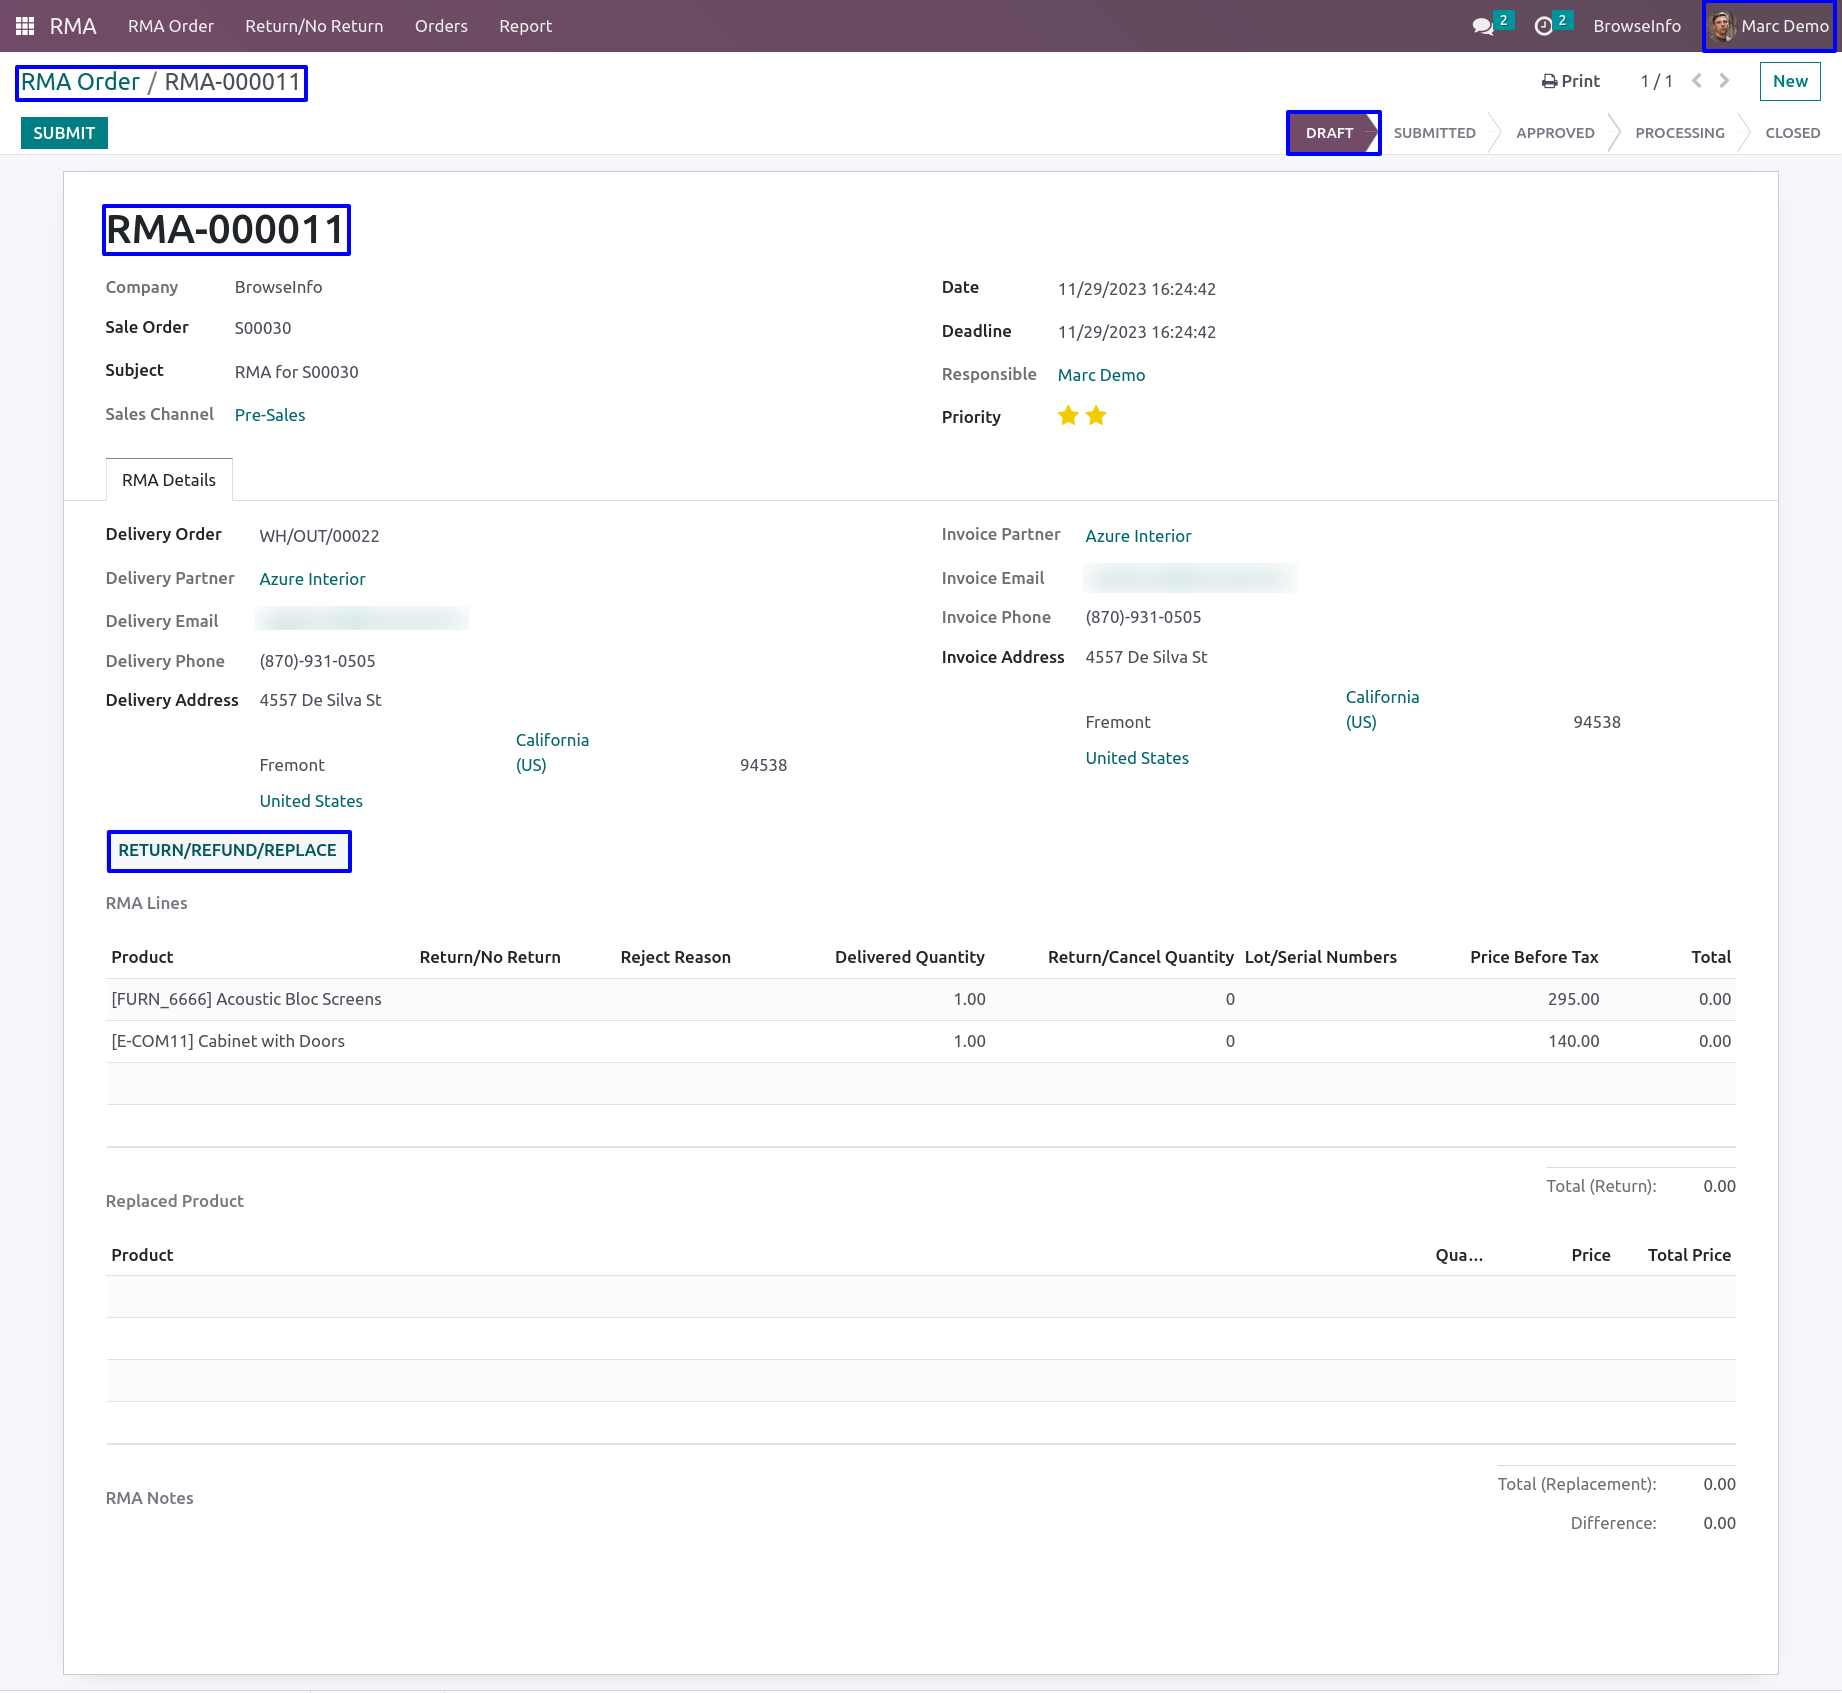 RMA RMA Order Return/No Return Orders Report 2 2 BrowseInfo Marc Demo
RMA Order / RMA-000011 Print 1 / 1 New
SUBMIT DRAFT SUBMITTED APPROVED PROCESSING CLOSED
RMA-000011
Company BrowseInfo Date 11/29/2023 16:24:42
Sale Order S00030 Deadline 11/29/2023 16:24:42
Subject RMA for S00030 Responsible Marc Demo
Sales Channel Pre-Sales Priority
RMA Details
Delivery Order WH/OUT/00022 Invoice Partner Azure Interior
Delivery Partner Azure Interior Invoice Email
Delivery Email Invoice Phone (870)-931-0505
Delivery Phone (870)-931-0505 Invoice Address 4557 De Silva St
Delivery Address 4557 De Silva St California
Fremont (US) 94538
California United States
Fremont (US) 94538
United States
RETURN/REFUND/REPLACE
RMA Lines
Product Return/No Return Reject Reason Delivered Quantity Return/Cancel Quantity Lot/Serial Numbers Price Before Tax Total
[FURN_6666] Acoustic Bloc Screens 1.00 0 295.00 0.00
[E-COM11] Cabinet with Doors 1.00 0 140.00 0.00
Total (Return): 0.00
Replaced Product
Product Qua... Price Total Price
Total (Replacement): 0.00
RMA Notes
Difference: 0.00